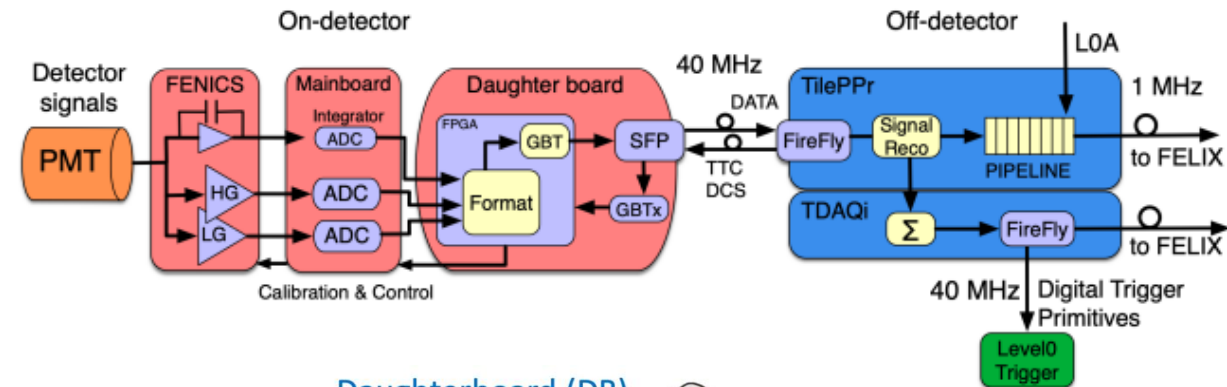 On-detector
Off-detector
Detector
signals
PMT
FENICS
HG
LG
Mainboard
Integrator
ADC
ADC
ADC
Calibration & Control
Daughter board
FPGA
GBT
Format
SFP
GBTx
40 MHz
DATA
TTC
DCS
L0A
TilePPr
FireFly
Signal
Reco
PIPELINE
1 MHz
to FELIX
TDAQi
Σ
FireFly
to FELIX
40 MHz
Digital Trigger
Primitives
Level0
Trigger
Daughterboard (DB)